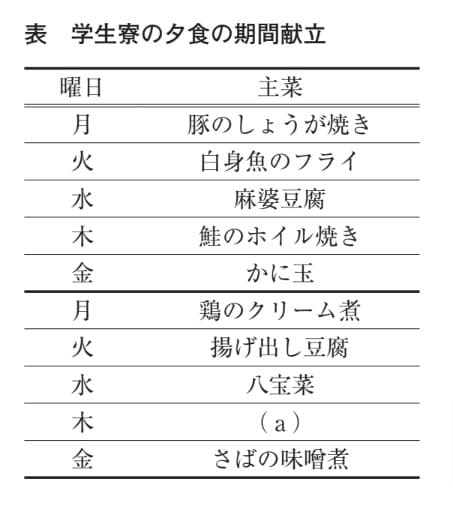 表　学生寮の夕食の期間献立
曜日　主菜
月　豚のしょうが焼き
火　白身魚のフライ
水　麻婆豆腐
木　鮭のホイル焼き
金　かに玉
月　鶏のクリーム煮
火　揚げ出し豆腐
水　八宝菜
木　（a）
金　さばの味噌煮